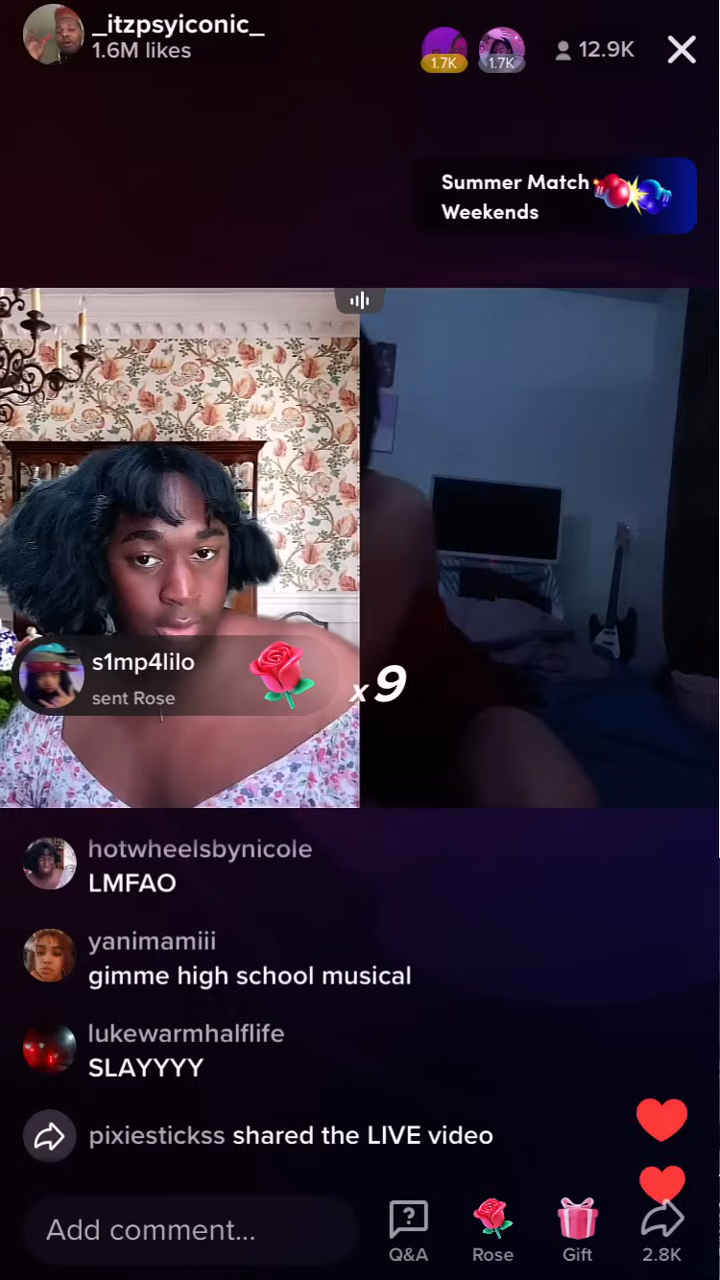 _itzpsyiconic_
1.6M likes
1.7K
1.7K
12.9K
Summer Match
Weekends
s1mp4lilo
sent Rose
x9
hotwheelsbynicole
LMFAO
yanimamiii
gimme high school musical
lukewarmhalflife
SLAYYYY
pixiestickss shared the LIVE video
Add comment...
Q&A
Rose
Gift
2.8K